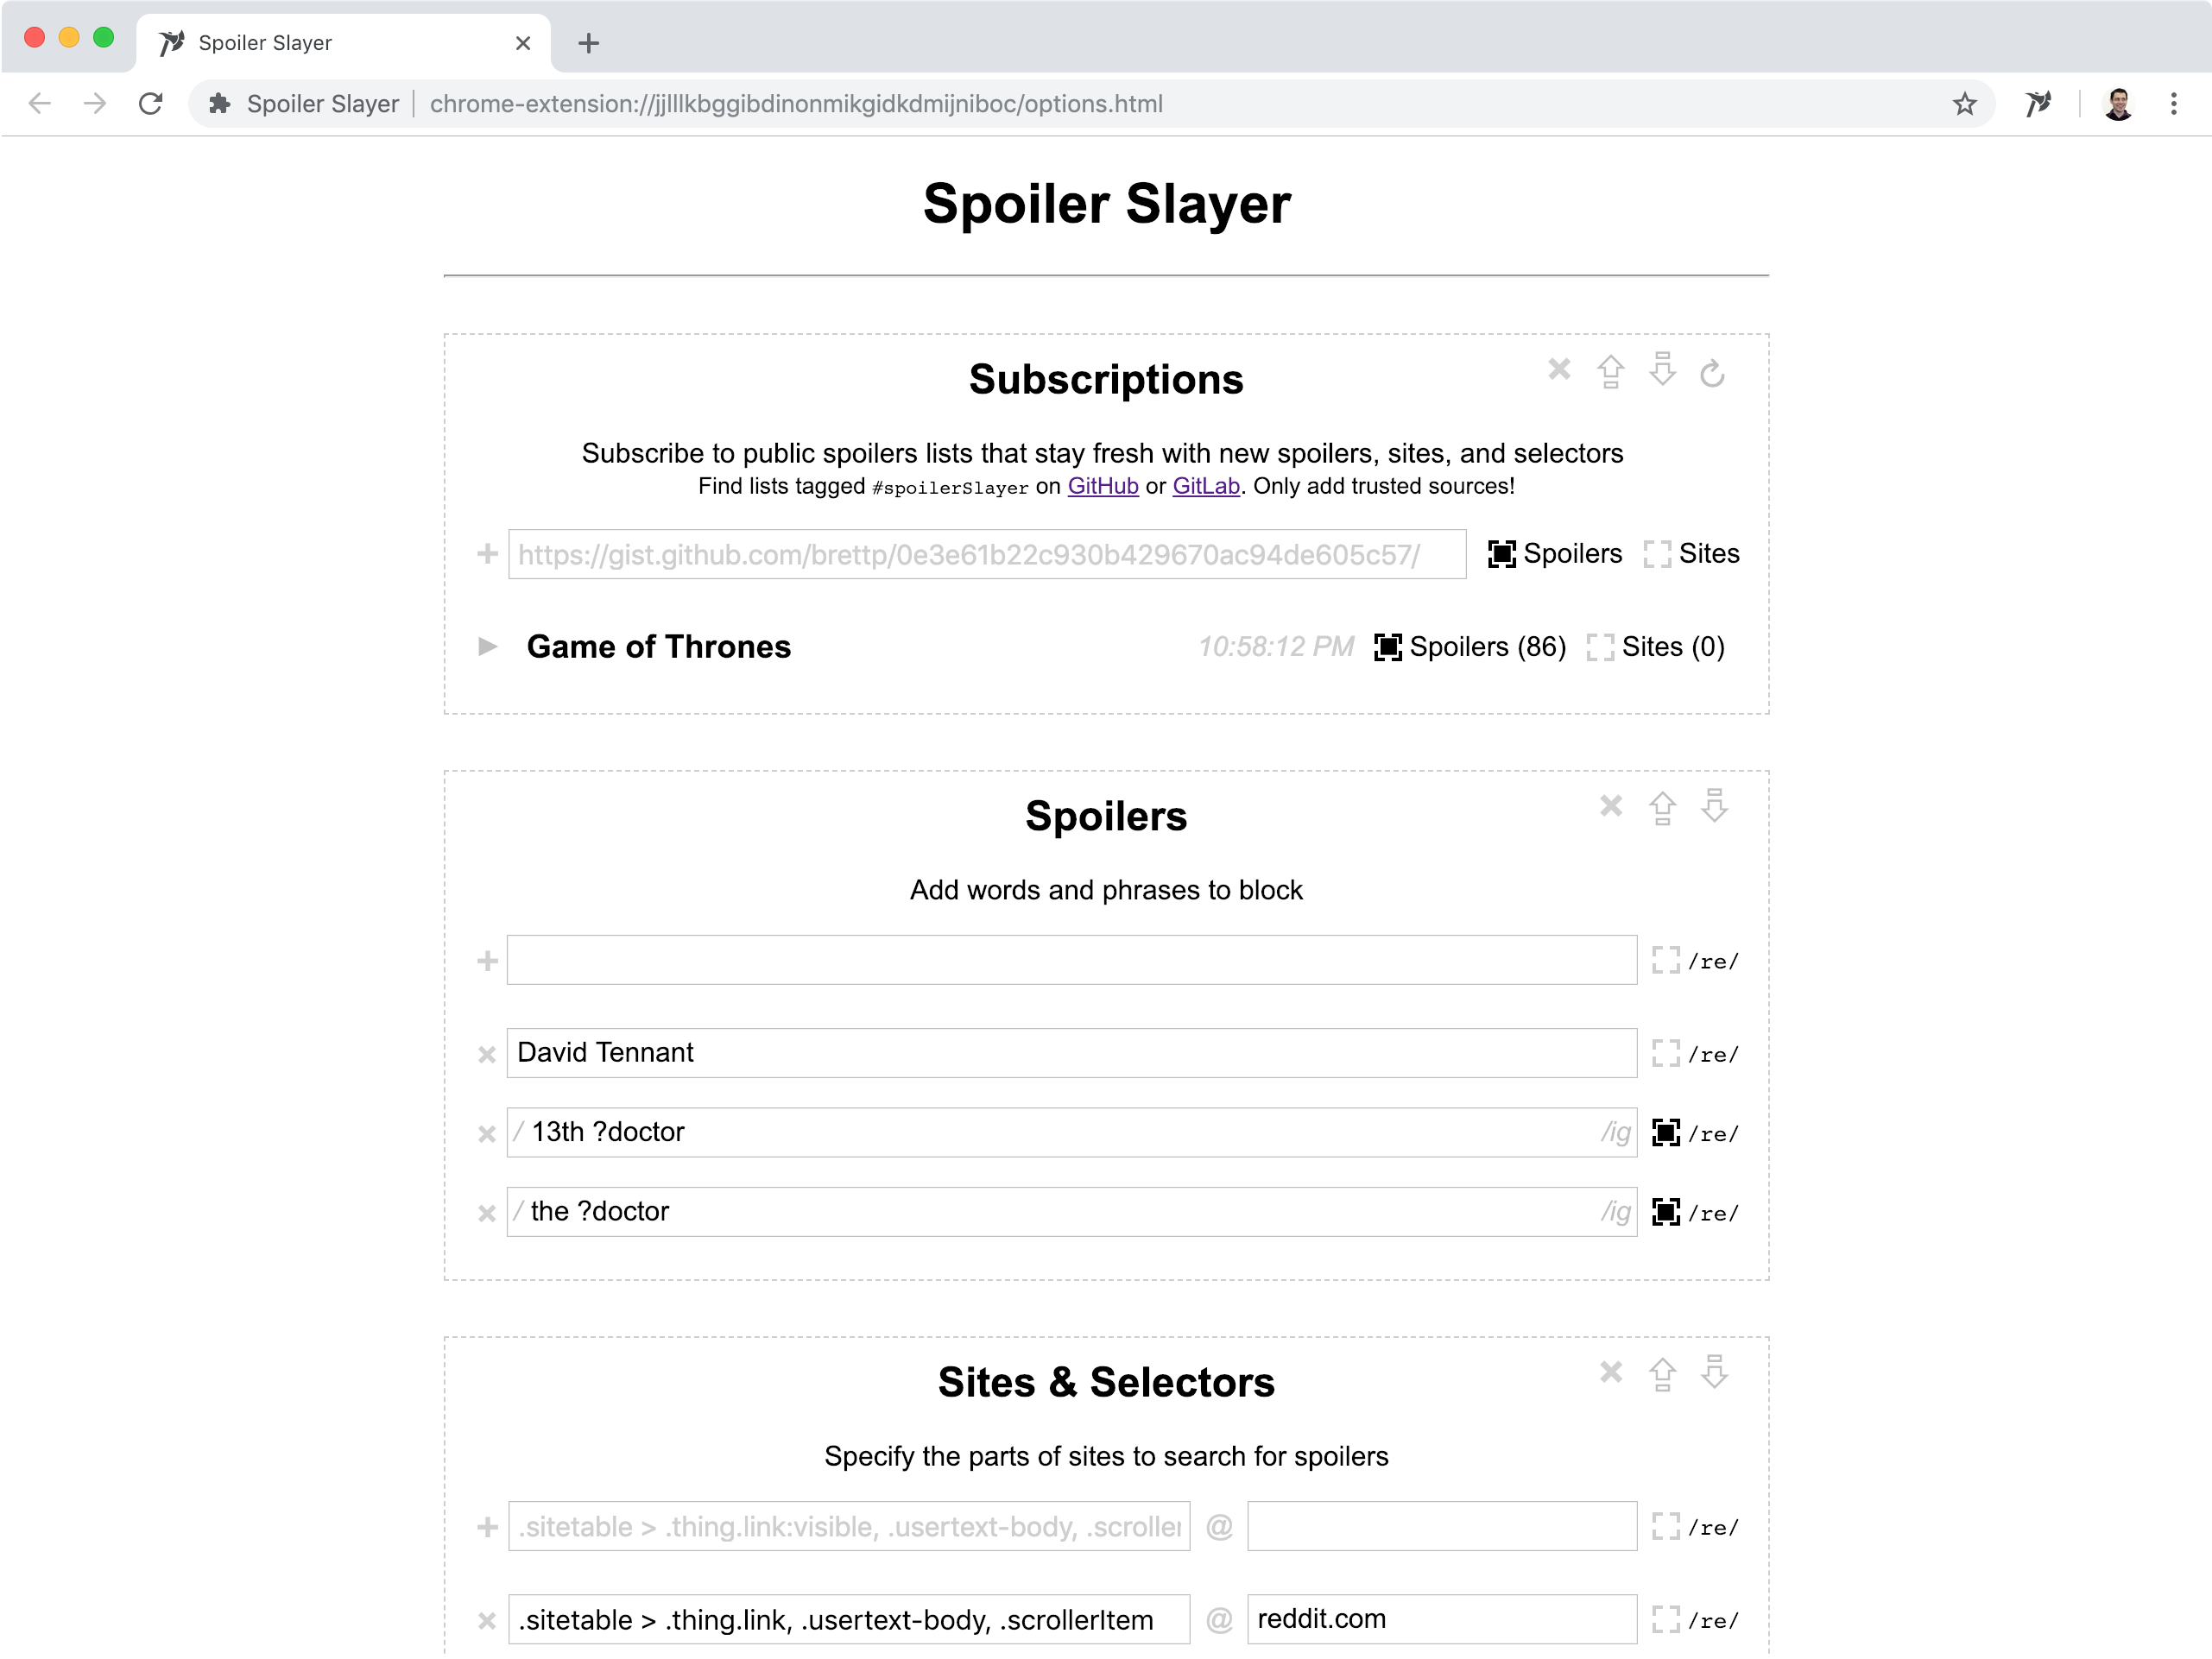 Spoiler Slayer
Spoiler Slayer | chrome-extension://jjlllkbggibdinonmikgidkdmijniboc/options.html
Spoiler Slayer
Subscriptions
Subscribe to public spoilers lists that stay fresh with new spoilers, sites, and selectors
Find lists tagged #spoilerSlayer on GitHub or GitLab. Only add trusted sources!
https://gist.github.com/brettp/0e3e61b22c930b429670ac94de605c57/ Spoilers Sites
Game of Thrones 10:58:12 PM Spoilers (86) Sites (0)
Spoilers
Add words and phrases to block
/re/
David Tennant /re/
/ 13th ?doctor /ig /re/
/ the ?doctor /ig /re/
Sites & Selectors
Specify the parts of sites to search for spoilers
.sitetable > .thing.link:visible, .usertext-body, .scroller @ /re/
.sitetable > .thing.link, .usertext-body, .scrollerItem @ reddit.com /re/